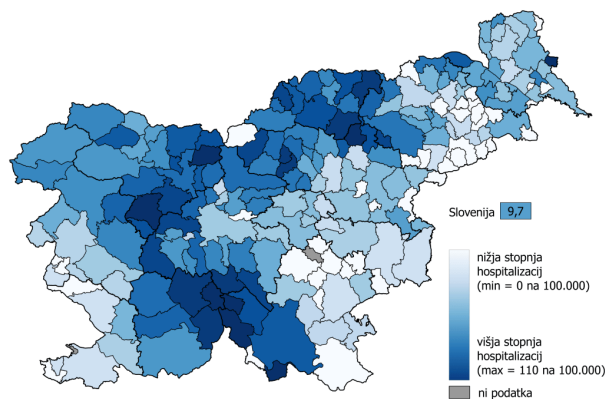 Slovenija 9,7
nižja stopnja
hospitalizacij
(min = 0 na 100.000)
višja stopnja
hospitalizacij
(max = 110 na 100.000)
ni podatka